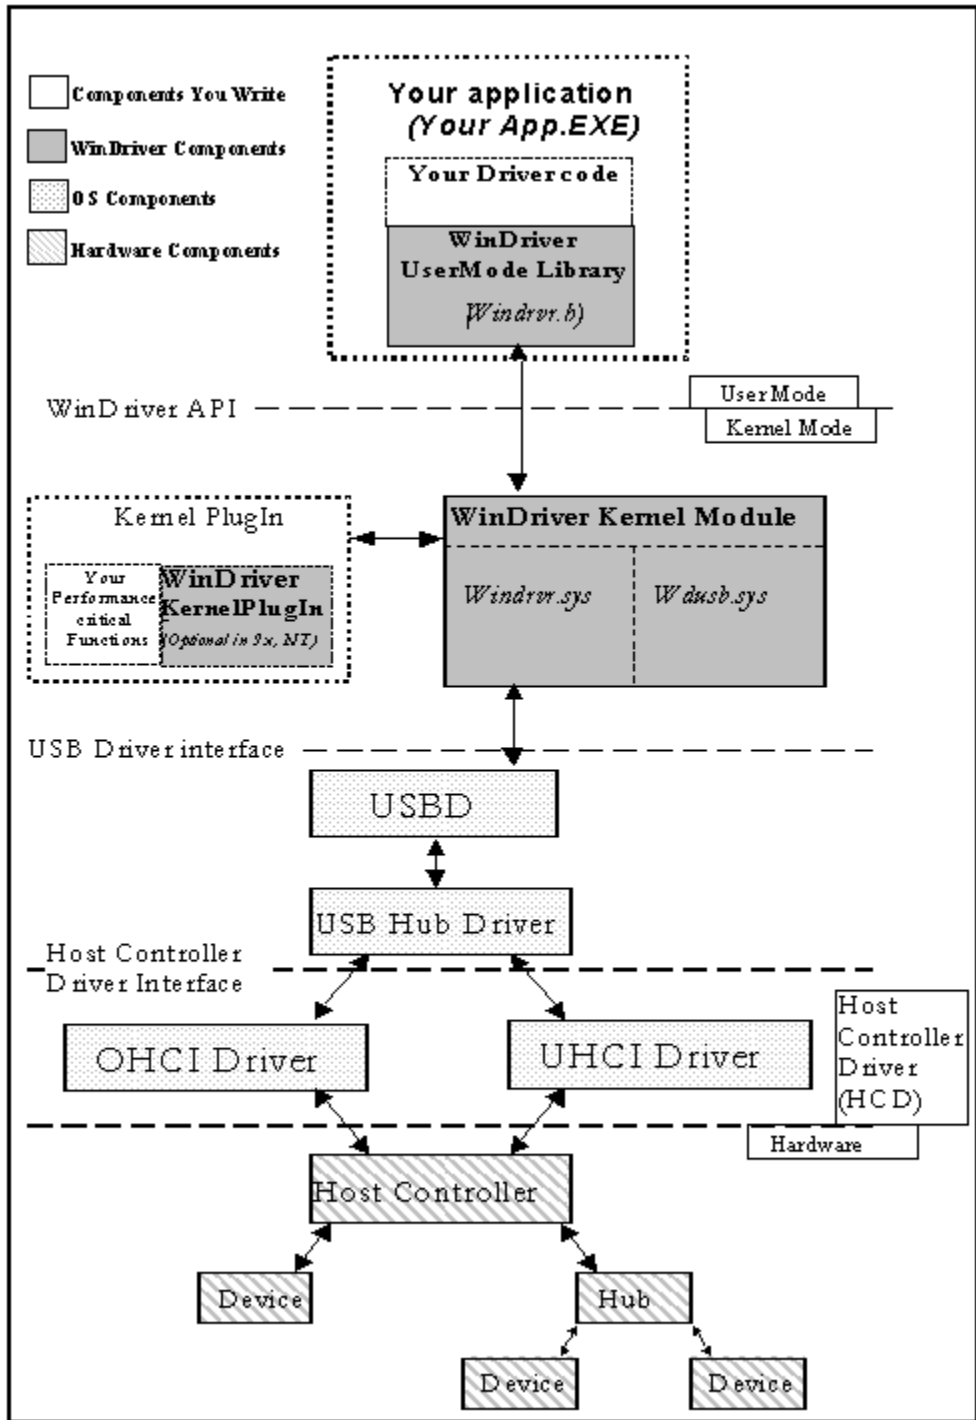 Components You Write
WinDriver Components
OS Components
Hardware Components
Your application
(Your App.EXE)
Your Driver code
WinDriver
UserMode Library
(Windrvr.h)
WinDriver API
User Mode
Kernel Mode
Kernel PlugIn
Your
Performance
critical
Functions
WinDriver
KernelPlugIn
(Optional in 9x, NT)
WinDriver Kernel Module
Windrvr.sys
Wdusb.sys
USB Driver interface
USBD
USB Hub Driver
Host Controller
Driver Interface
OHCI Driver
UHCI Driver
Host
Controller
Driver
(HCD)
Hardware
Host Controller
Device
Hub
Device
Device